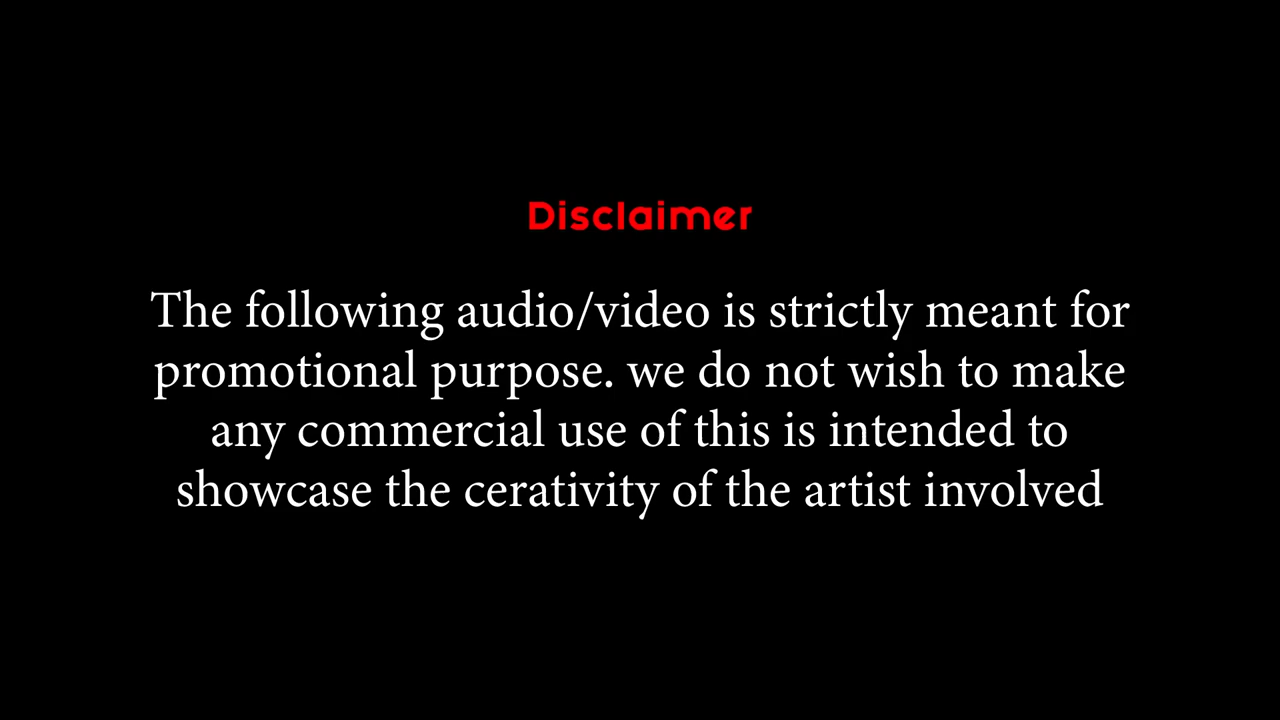 Disclaimer
The following audio/video is strictly meant for
promotional purpose. we do not wish to make
any commercial use of this is intended to
showcase the cerativity of the artist involved